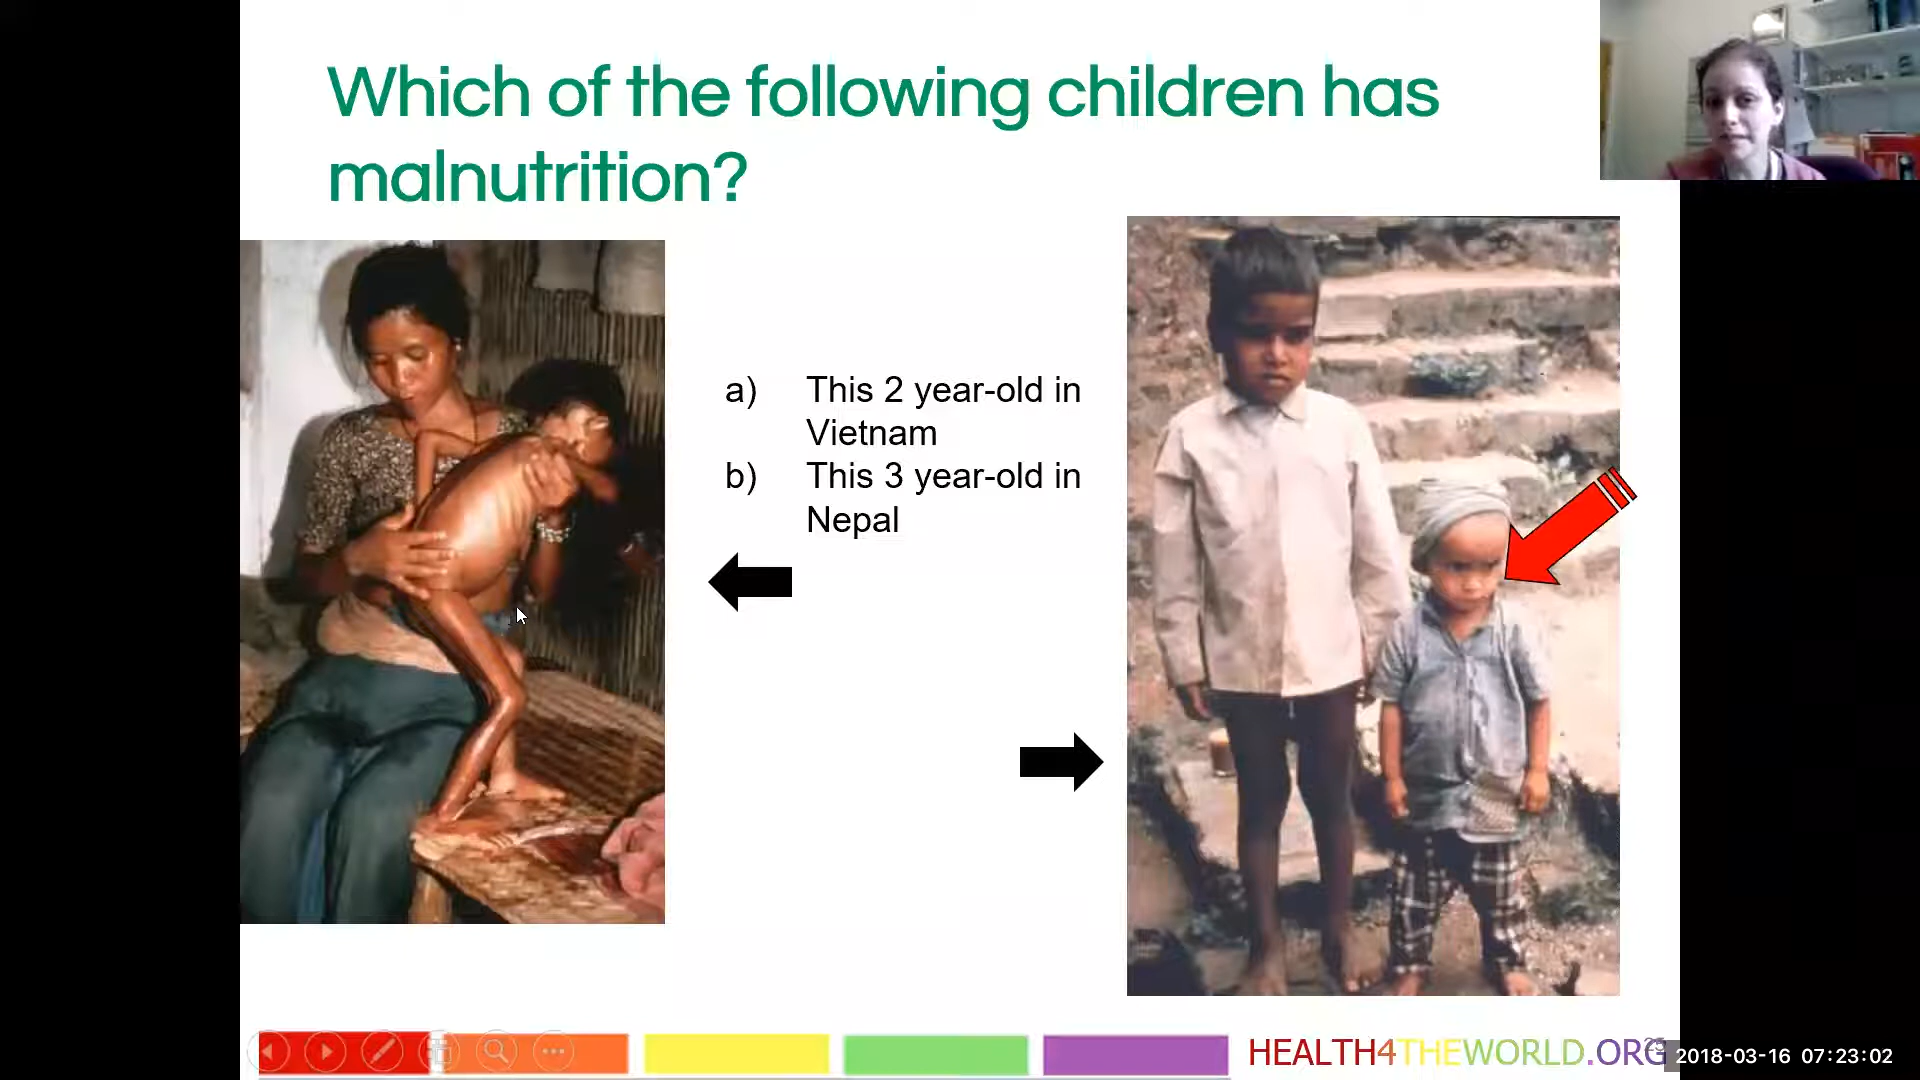 Which of the following children has
malnutrition?
a) This 2 year-old in
Vietnam
b) This 3 year-old in
Nepal
HEALTH4THEWORLD.ORG
25
2018-03-16 07:23:02